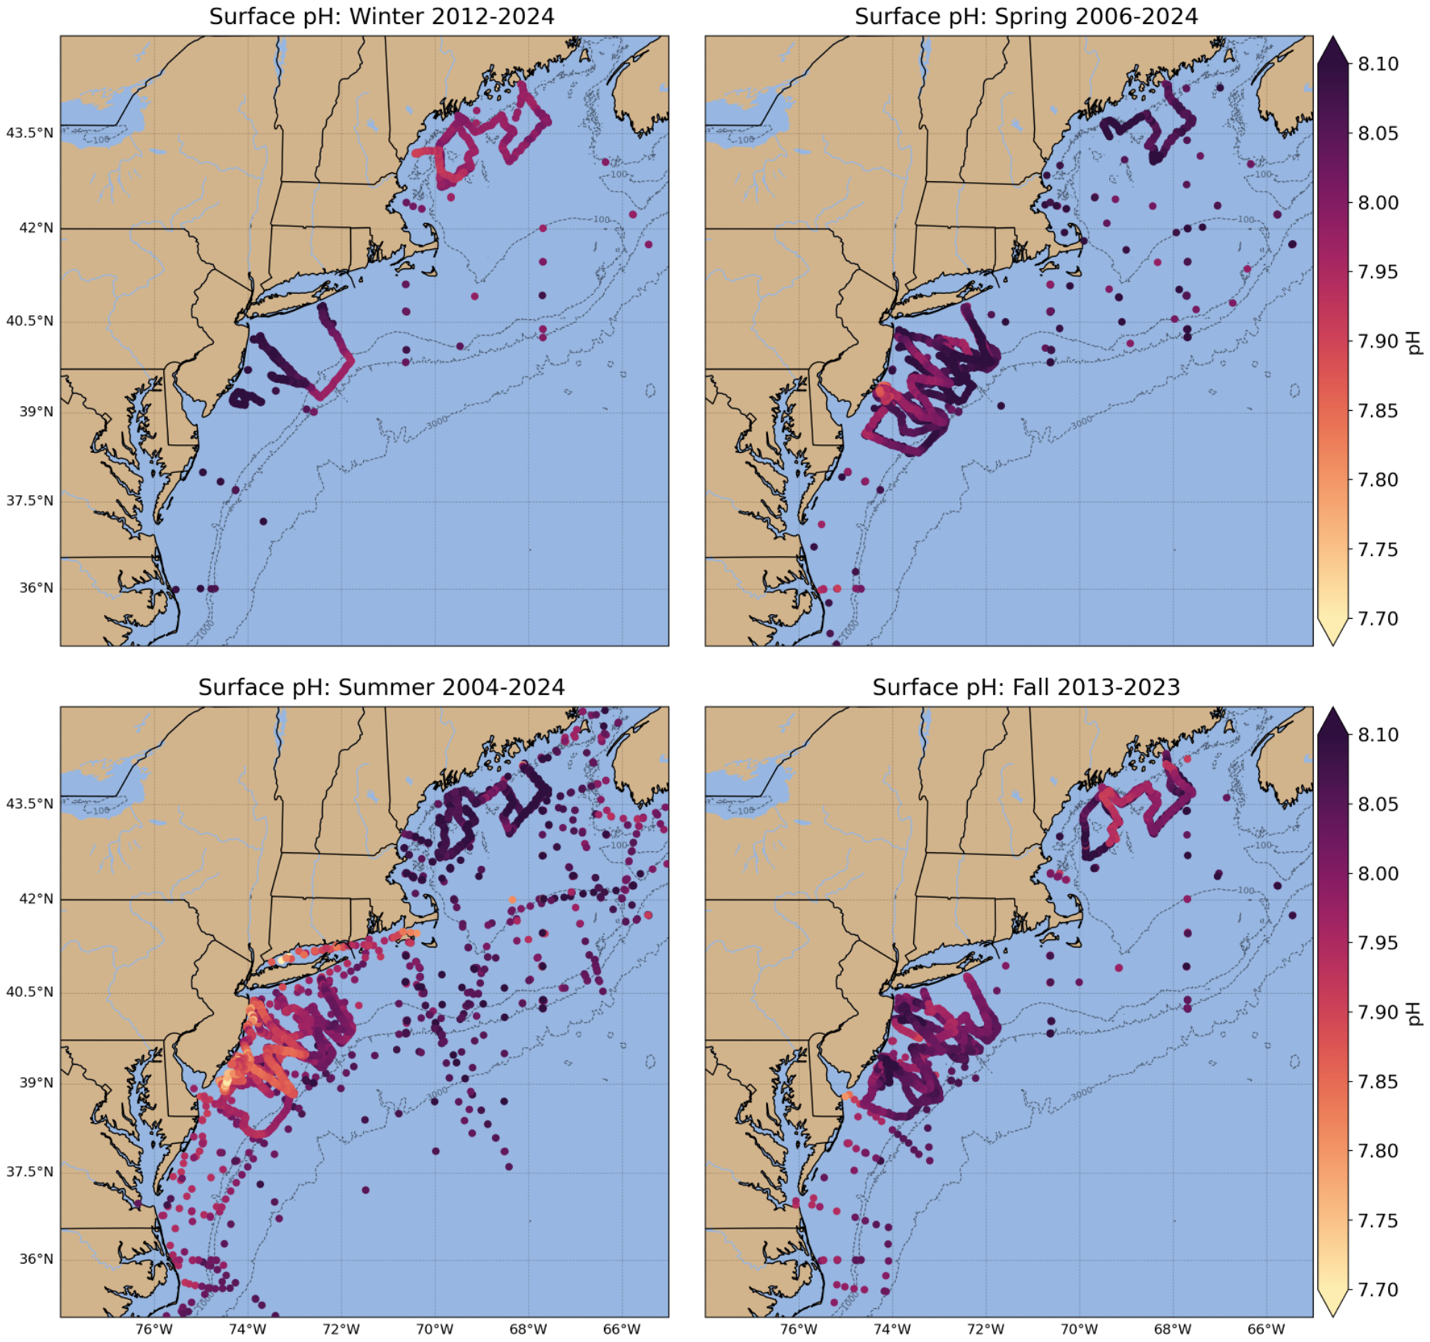 Surface pH: Winter 2012-2024
Surface pH: Spring 2006-2024
43.5°N
42°N
40.5°N
39°N
37.5°N
36°N
100
100
100
3000
1000
100
100
100
3000
1000
8.10
8.05
8.00
7.95
7.90
7.85
7.80
7.75
7.70
pH
Surface pH: Summer 2004-2024
Surface pH: Fall 2013-2023
43.5°N
42°N
40.5°N
39°N
37.5°N
36°N
100
100
3000
1000
100
100
100
3000
1000
8.10
8.05
8.00
7.95
7.90
7.85
7.80
7.75
7.70
pH
76°W
74°W
72°W
70°W
68°W
66°W
76°W
74°W
72°W
70°W
68°W
66°W